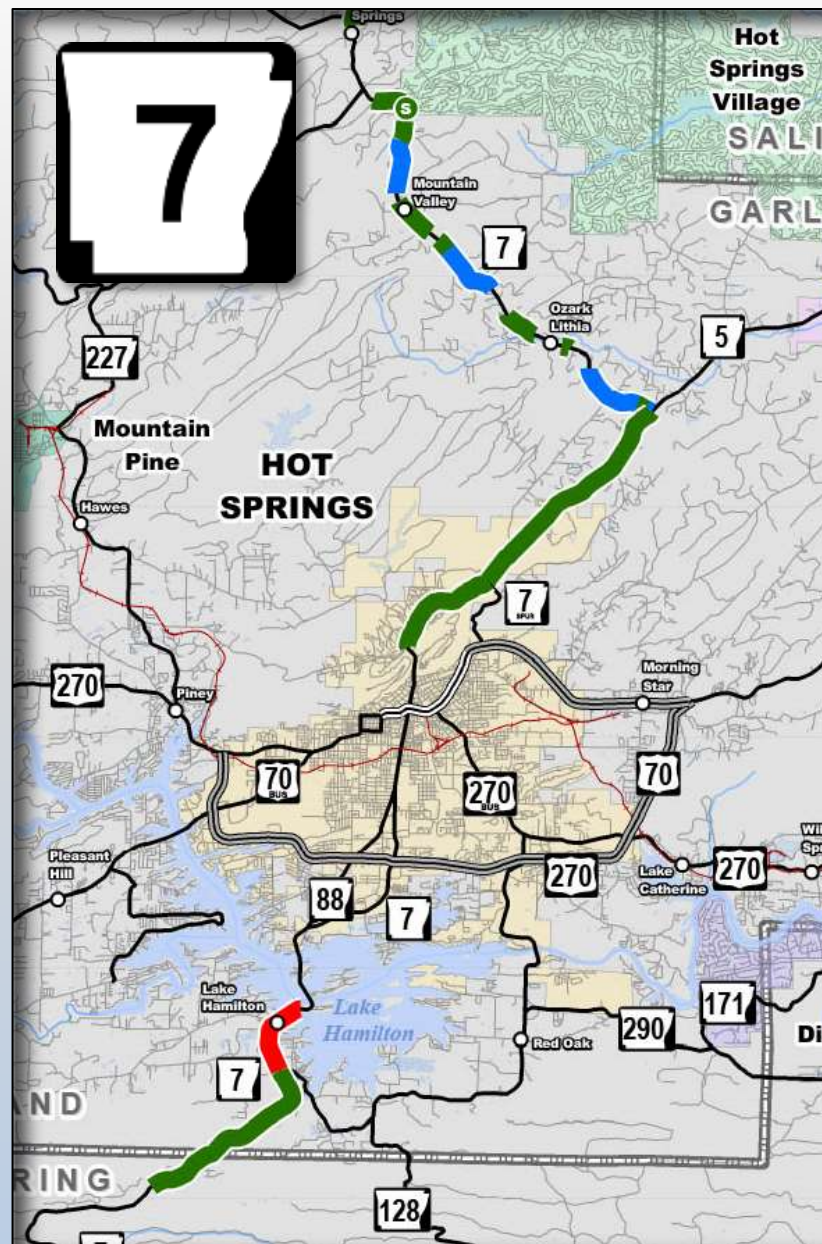 Springs
7
Hot
Springs
Village
S
SALI
Mountain
Valley
GARL
7
Ozark
Lithia
5
227
Mountain
Pine
HOT
SPRINGS
Hawes
7
SPUR
270
Piney
Morning
Star
70
BUS
270
BUS
70
Pleasant
Hill
88
7
270
Lake
Catherine
270
Wil
Sp
Lake
Hamilton
Lake
Hamilton
171
290
Red Oak
Di
7
AND
RING
128